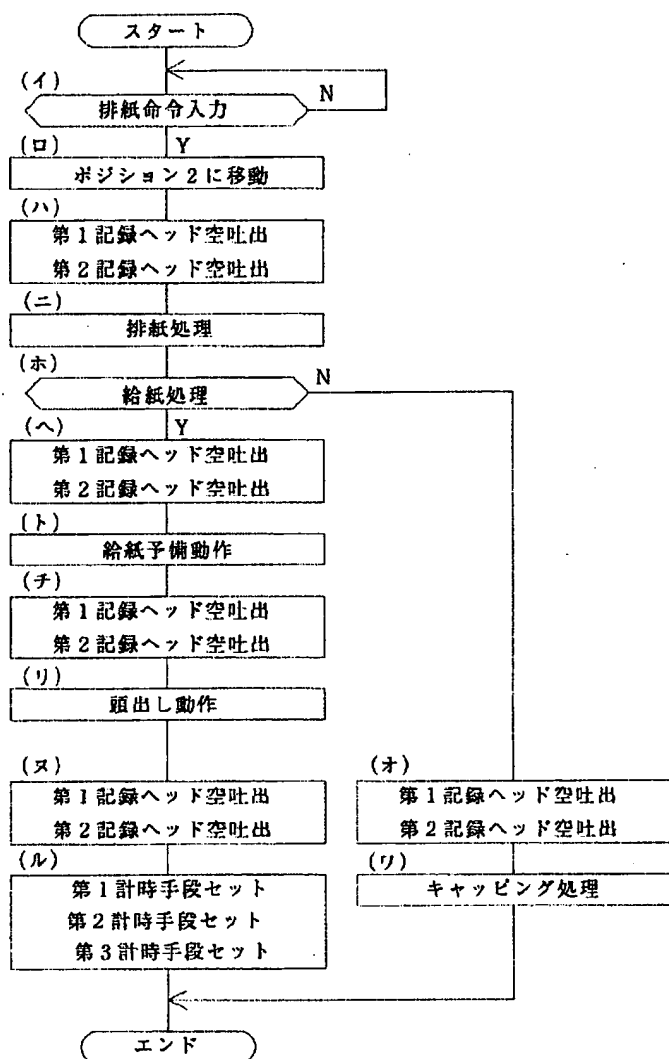 スタート
(イ)
排紙命令入力
N
Y
(ロ)
ポジション2に移動
(ハ)
第1記録ヘッド空吐出
第2記録ヘッド空吐出
(ニ)
排紙処理
(ホ)
給紙処理
N
Y
(ヘ)
第1記録ヘッド空吐出
第2記録ヘッド空吐出
(ト)
給紙予備動作
(チ)
第1記録ヘッド空吐出
第2記録ヘッド空吐出
(リ)
頭出し動作
(ヌ)
第1記録ヘッド空吐出
第2記録ヘッド空吐出
(ル)
第1計時手段セット
第2計時手段セット
第3計時手段セット
(オ)
第1記録ヘッド空吐出
第2記録ヘッド空吐出
(ワ)
キャッピング処理
エンド